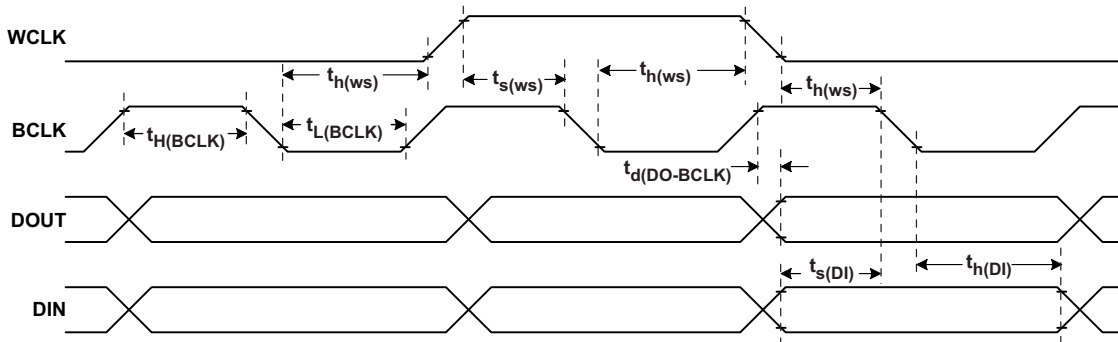 WCLK
th(ws)
ts(ws)
th(ws)
th(ws)
BCLK
tH(BCLK)
tL(BCLK)
td(DO-BCLK)
DOUT
ts(DI)
th(DI)
DIN